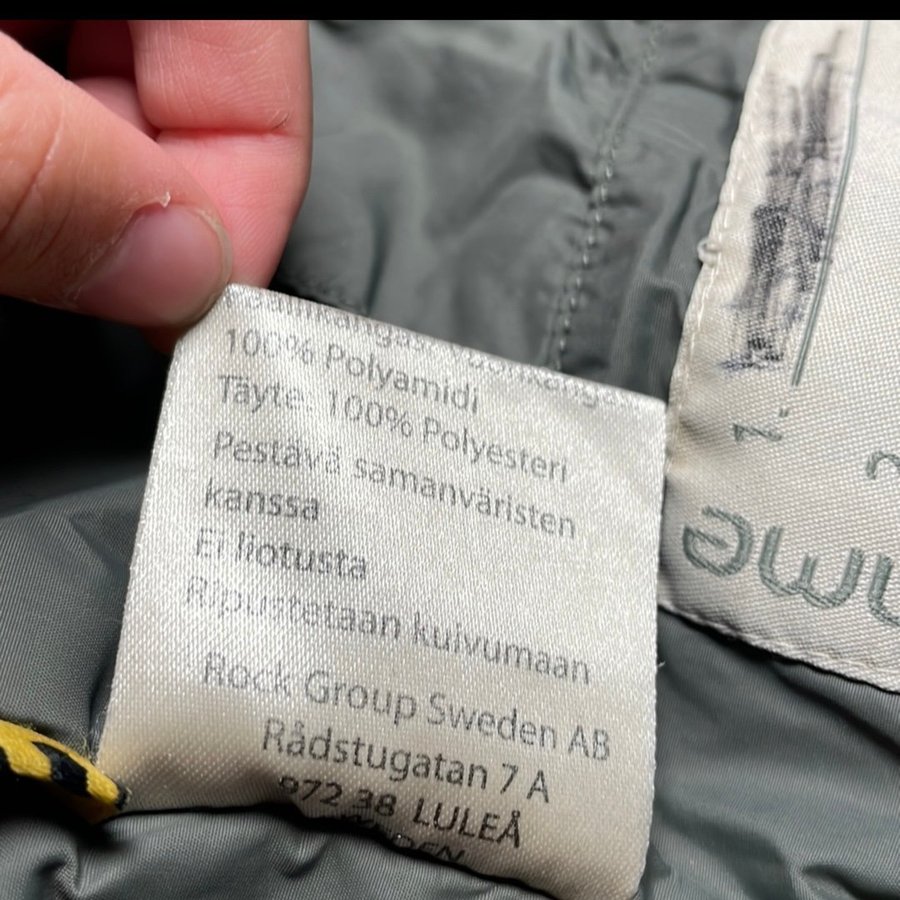 100% Polyamidi
Täyte: 100% Polyesteri
Pestävä samanväristen
kanssa
Ei liotusta
Ripustetaan kuivumaan
Rock Group Sweden AB
Rådstugatan 7 A
972 38 LULEÅ